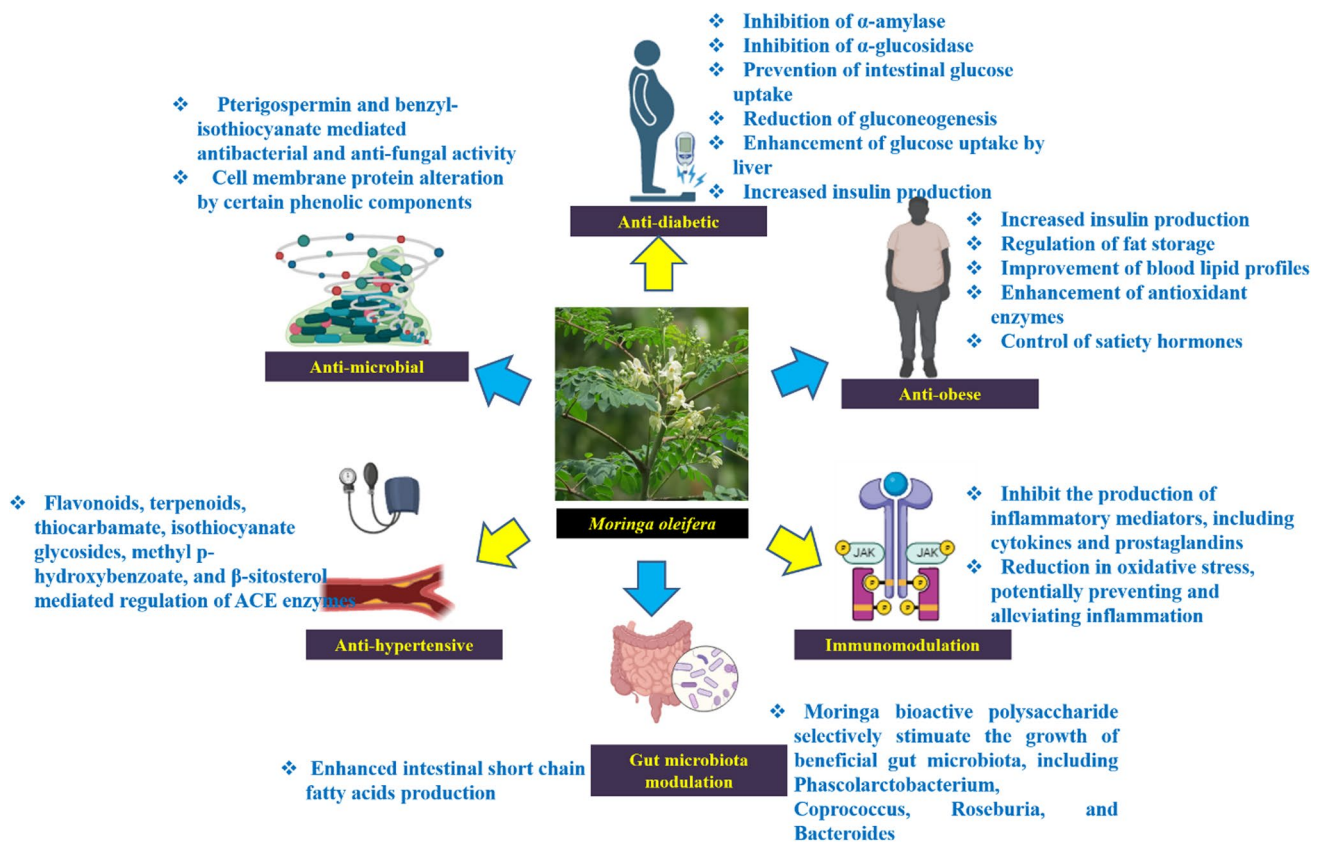 ❖ Inhibition of α-amylase
❖ Inhibition of α-glucosidase
❖ Prevention of intestinal glucose
uptake
❖ Reduction of gluconeogenesis
❖ Enhancement of glucose uptake by
liver
❖ Increased insulin production
Anti-diabetic
❖ Pterigospermin and benzyl-
isothiocyanate mediated
antibacterial and anti-fungal activity
❖ Cell membrane protein alteration
by certain phenolic components
Anti-microbial
❖ Increased insulin production
❖ Regulation of fat storage
❖ Improvement of blood lipid profiles
❖ Enhancement of antioxidant
enzymes
❖ Control of satiety hormones
Anti-obese
Moringa oleifera
❖ Flavonoids, terpenoids,
thiocarbamate, isothiocyanate
glycosides, methyl p-
hydroxybenzoate, and β-sitosterol
mediated regulation of ACE enzymes
Anti-hypertensive
P JAK JAK P
P P
P P
❖ Inhibit the production of
inflammatory mediators, including
cytokines and prostaglandins
❖ Reduction in oxidative stress,
potentially preventing and
alleviating inflammation
Immunomodulation
❖ Enhanced intestinal short chain
fatty acids production
Gut microbiota
modulation
❖ Moringa bioactive polysaccharide
selectively stimuate the growth of
beneficial gut microbiota, including
Phascolarctobacterium,
Coprococcus, Roseburia, and
Bacteroides